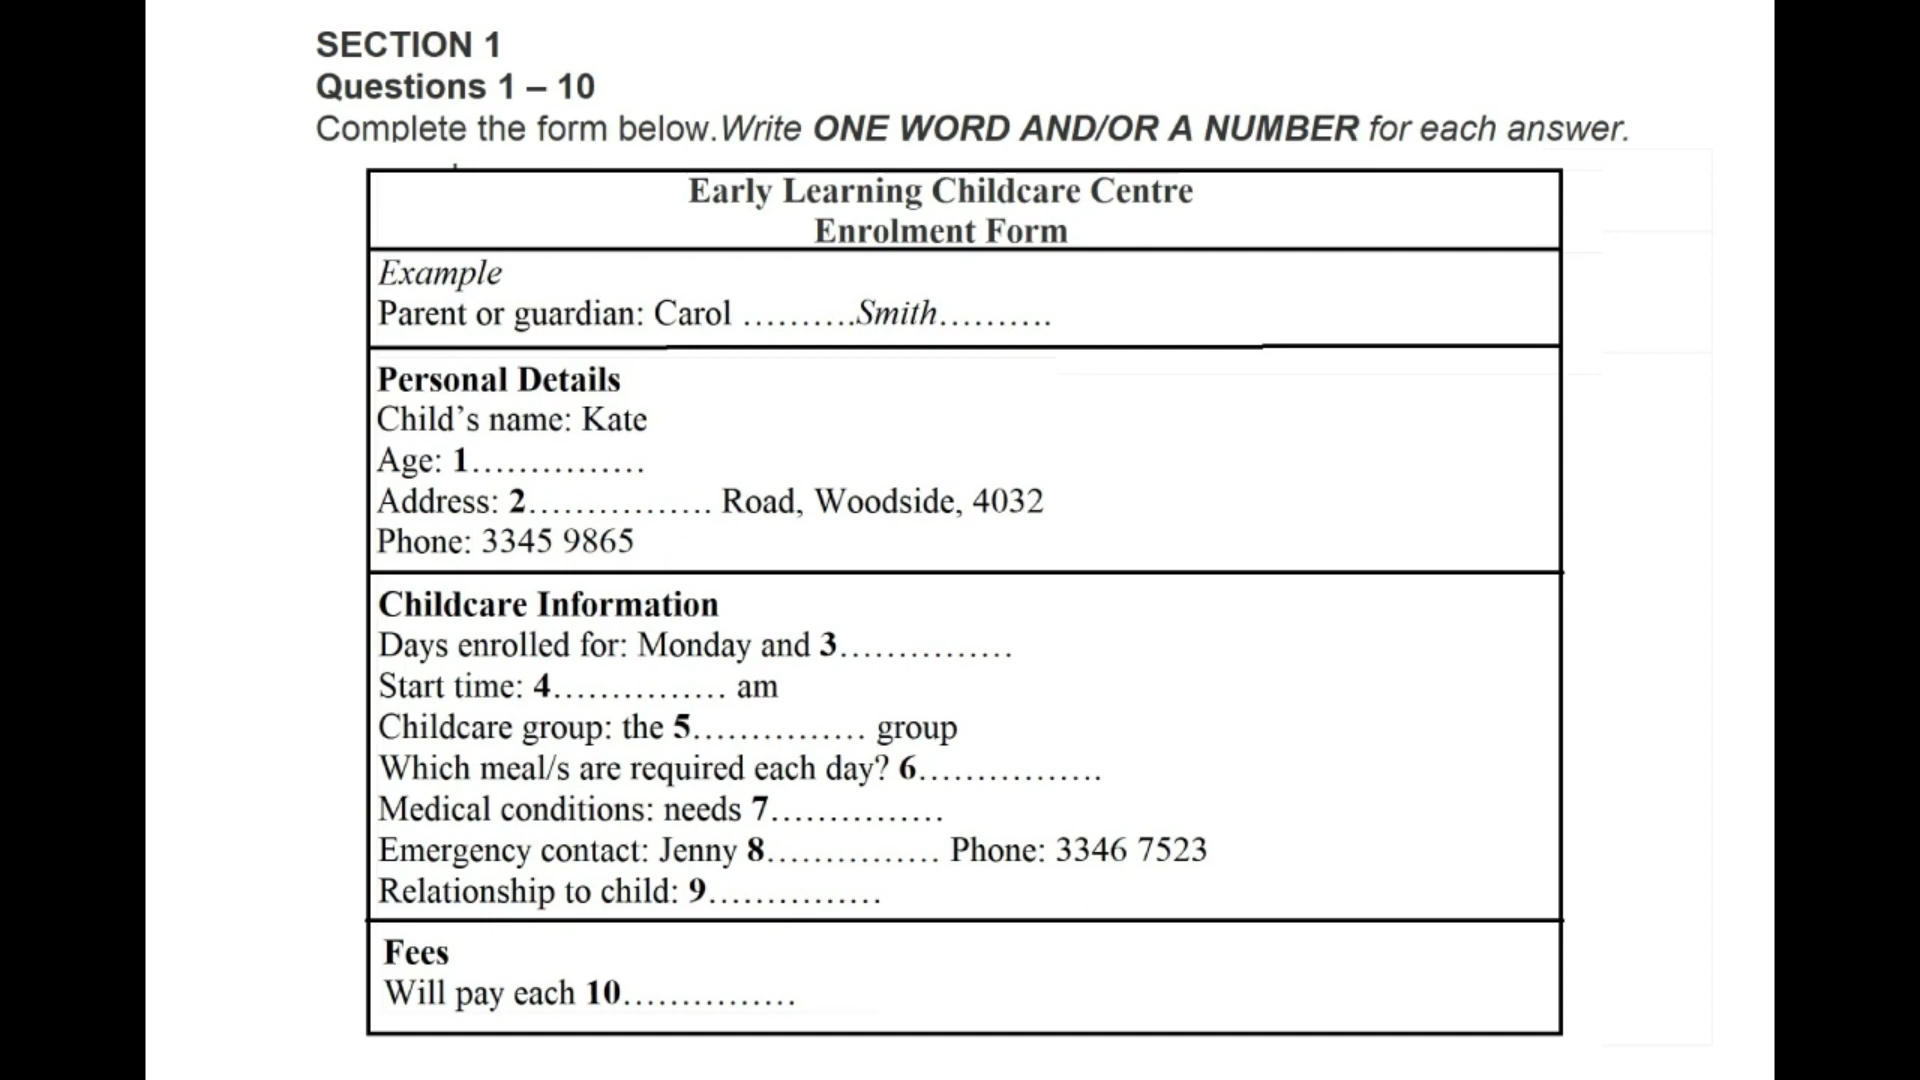 SECTION 1
Questions 1 – 10
Complete the form below.Write ONE WORD AND/OR A NUMBER for each answer.
Early Learning Childcare Centre
Enrolment Form
Example
Parent or guardian: Carol ..........Smith..........
Personal Details
Child’s name: Kate
Age: 1...............
Address: 2................ Road, Woodside, 4032
Phone: 3345 9865
Childcare Information
Days enrolled for: Monday and 3...............
Start time: 4............... am
Childcare group: the 5............... group
Which meal/s are required each day? 6................
Medical conditions: needs 7...............
Emergency contact: Jenny 8............... Phone: 3346 7523
Relationship to child: 9...............
Fees
Will pay each 10...............